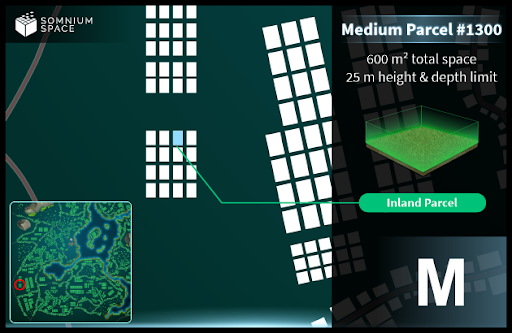 SOMNIUM
SPACE
Medium Parcel #1300
600 m² total space
25 m height & depth limit
Inland Parcel
M